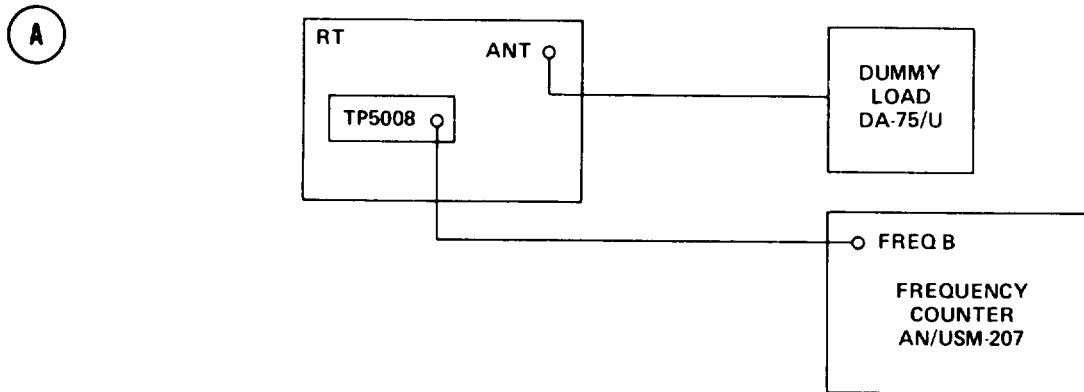 A
RT
ANT
TP5008
DUMMY
LOAD
DA-75/U
FREQ B
FREQUENCY
COUNTER
AN/USM-207